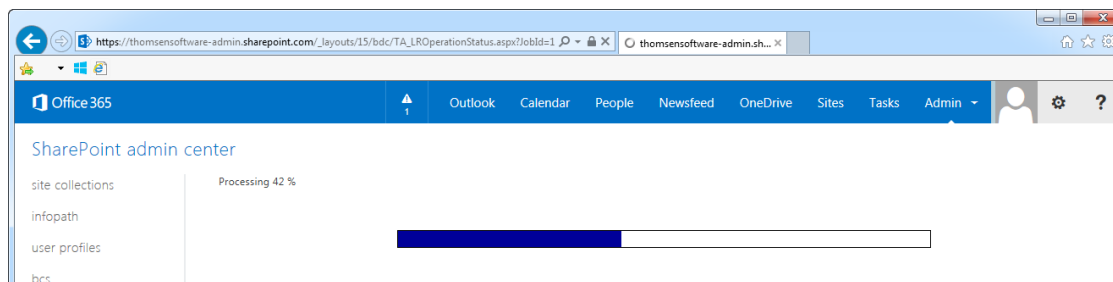 https://thomsensoftware-admin.sharepoint.com/_layouts/15/bdc/TA_LROperationStatus.aspx?JobId=1
thomsensoftware-admin.sh...
Office 365
1
Outlook Calendar People Newsfeed OneDrive Sites Tasks Admin
?
SharePoint admin center
site collections
Processing 42 %
infopath
user profiles
bcs